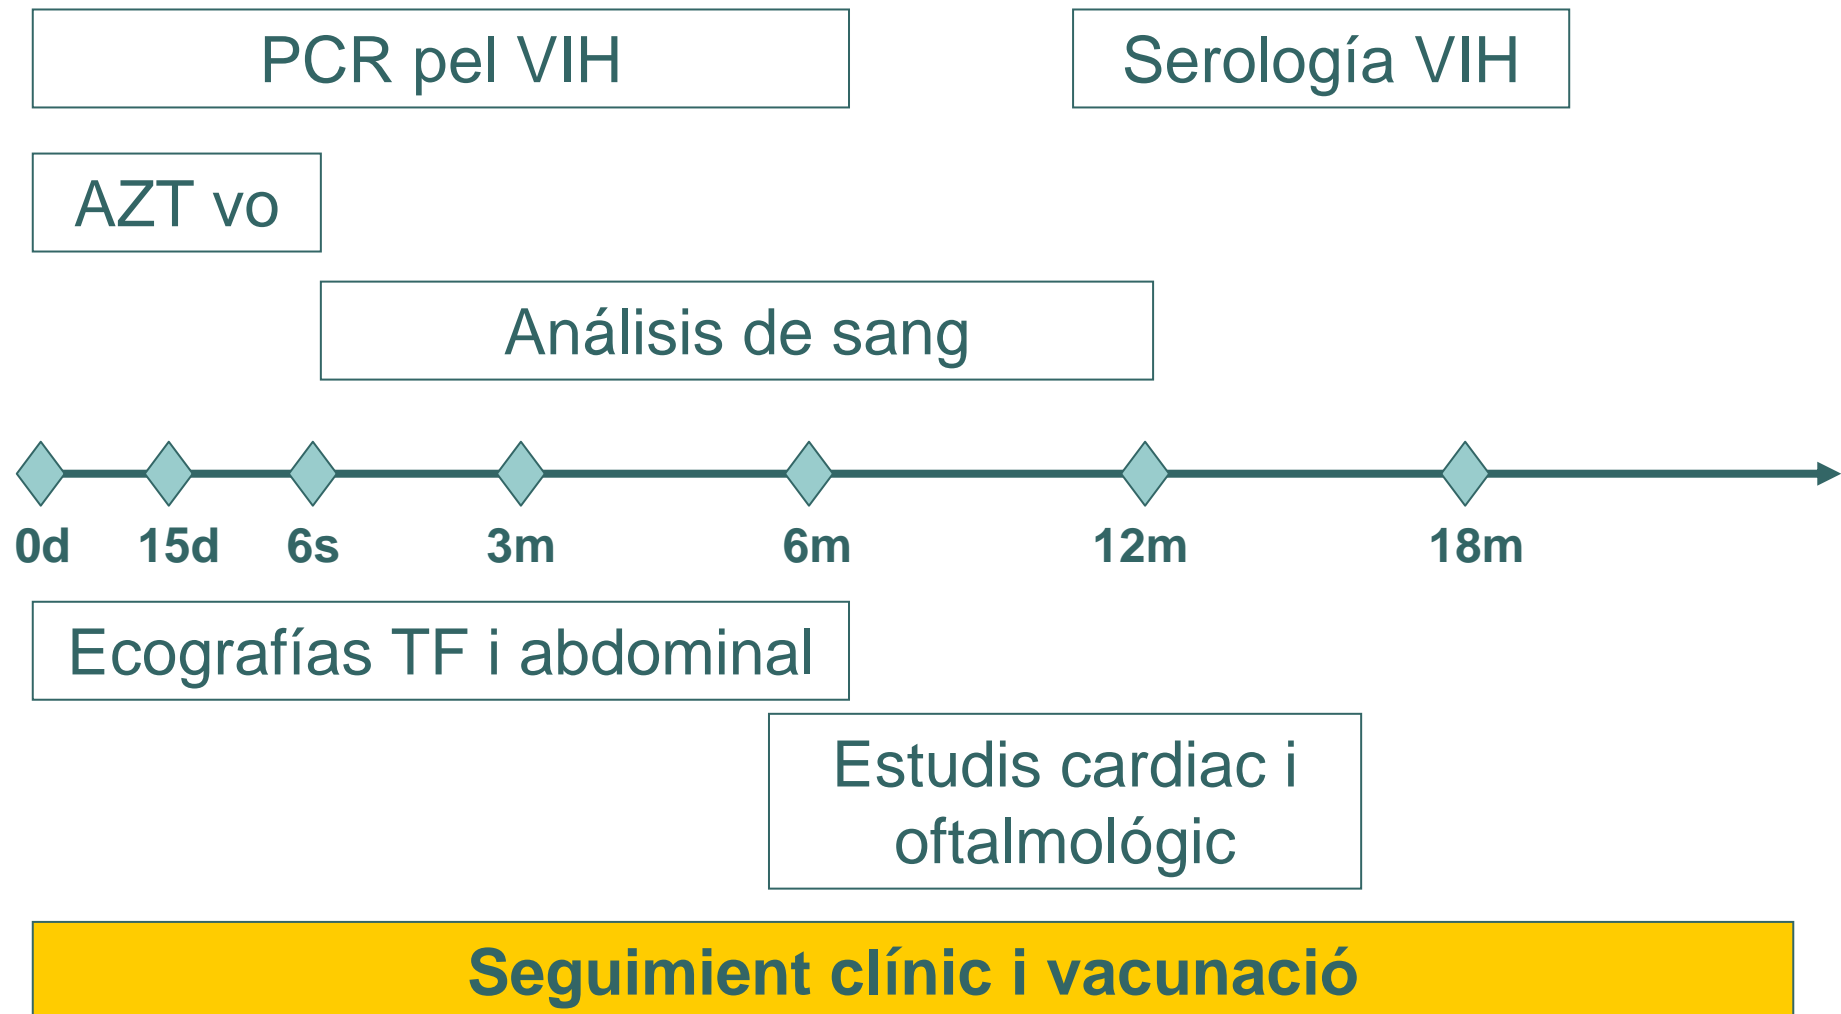 PCR pel VIH
Serología VIH
AZT vo
Análisis de sang
0d 15d 6s 3m 6m 12m 18m
Ecografías TF i abdominal
Estudis cardiac i
oftalmológic
Seguimient clínic i vacunació